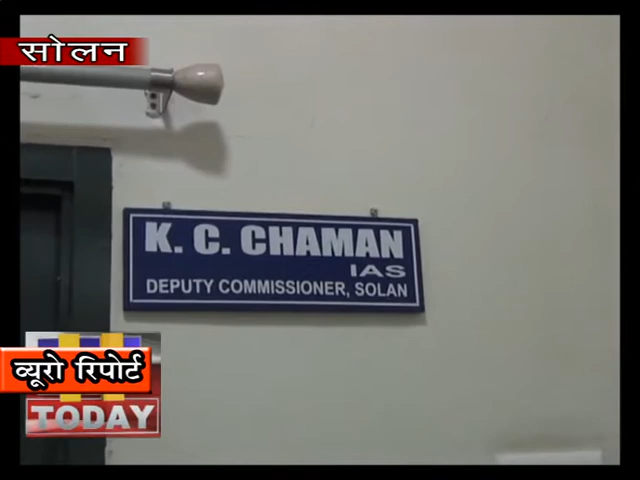 सोलन
K. C. CHAMAN
IAS
DEPUTY COMMISSIONER, SOLAN
ब्यूरो रिपोर्ट
TODAY